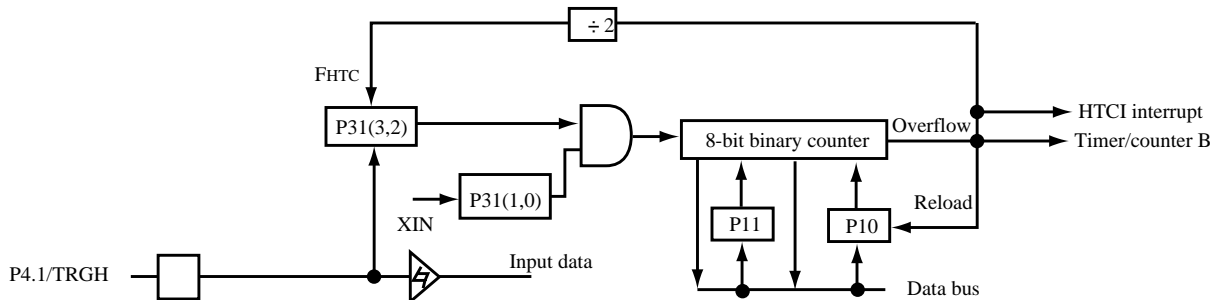 ÷ 2
FHTC
P31(3,2)
HTCI interrupt
Overflow
8-bit binary counter
Timer/counter B
P31(1,0)
XIN
P11
P10
Reload
P4.1/TRGH
Input data
Data bus